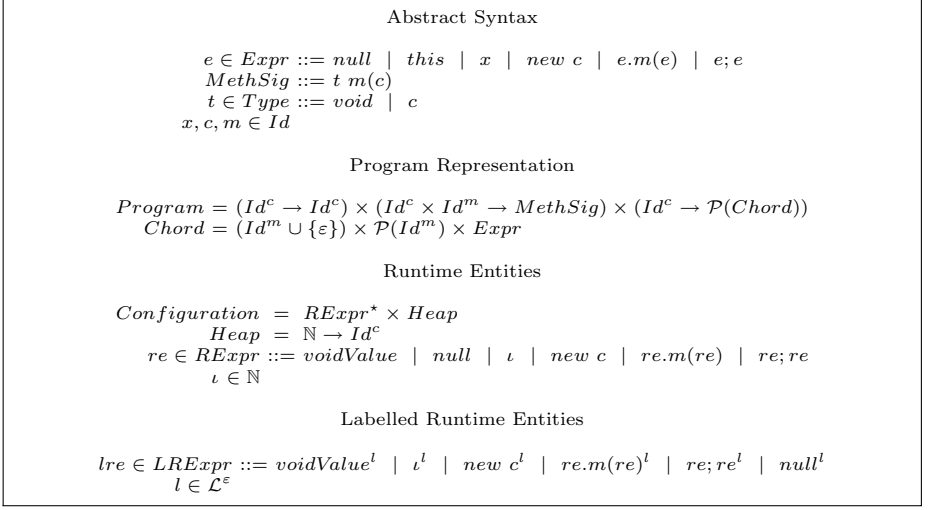 Abstract Syntax
e ∈ Expr ::= null | this | x | new c | e.m(e) | e; e
MethSig ::= t m(c)
t ∈ Type ::= void | c
x, c, m ∈ Id
Program Representation
Program = (Id^c → Id^c) × (Id^c × Id^m → MethSig) × (Id^c → 𝒫(Chord))
Chord = (Id^m ∪ {ε}) × 𝒫(Id^m) × Expr
Runtime Entities
Configuration = RExpr^⋆ × Heap
Heap = ℕ → Id^c
re ∈ RExpr ::= voidValue | null | ι | new c | re.m(re) | re; re
ι ∈ ℕ
Labelled Runtime Entities
lre ∈ LRExpr ::= voidValue^l | ι^l | new c^l | re.m(re)^l | re; re^l | null^l
l ∈ ℒ^ε